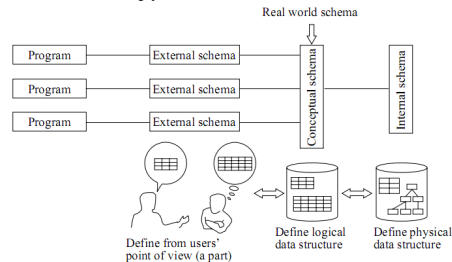 Real world schema
Program
External schema
Program
External schema
Program
External schema
Conceptual schema
Internal schema
Define from users'
point of view (a part)
Define logical
data structure
Define physical
data structure